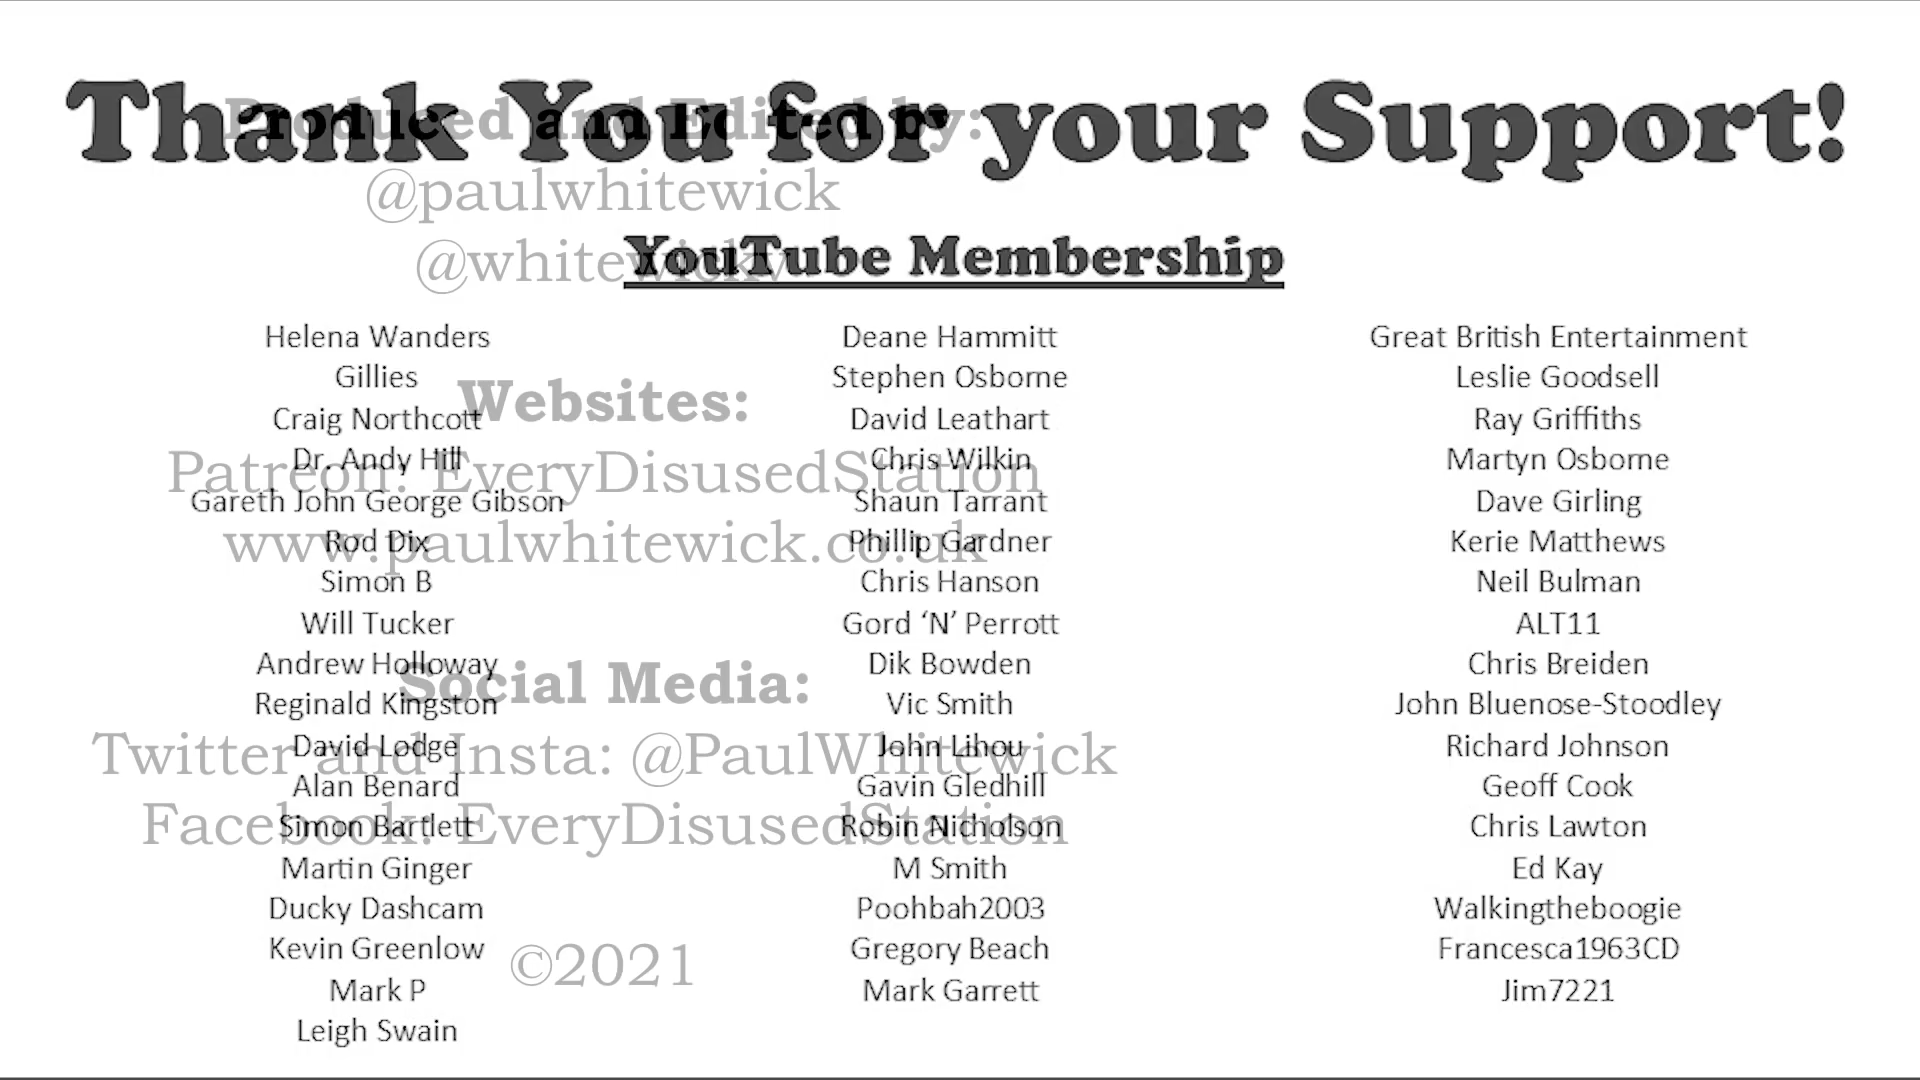 Thank You for your Support!
YouTube Membership
Helena Wanders
Gillies
Craig Northcott
Dr. Andy Hill
Gareth John George Gibson
Rod Dix
Simon B
Will Tucker
Andrew Holloway
Reginald Kingston
David Lodge
Alan Benard
Simon Bartlett
Martin Ginger
Ducky Dashcam
Kevin Greenlow
Mark P
Leigh Swain
Deane Hammitt
Stephen Osborne
David Leathart
Chris Wilkin
Shaun Tarrant
Phillip Gardner
Chris Hanson
Gord ‘N’ Perrott
Dik Bowden
Vic Smith
John Lihou
Gavin Gledhill
Robin Nicholson
M Smith
Poohbah2003
Gregory Beach
Mark Garrett
Great British Entertainment
Leslie Goodsell
Ray Griffiths
Martyn Osborne
Dave Girling
Kerie Matthews
Neil Bulman
ALT11
Chris Breiden
John Bluenose-Stoodley
Richard Johnson
Geoff Cook
Chris Lawton
Ed Kay
Walkingtheboogie
Francesca1963CD
Jim7221
Produced and Edited by:
@paulwhitewick
@whitewickv
Websites:
Patreon: EveryDisusedStation
www.paulwhitewick.co.uk
Social Media:
Twitter and Insta: @PaulWhitewick
Facebook: EveryDisusedStation
©2021